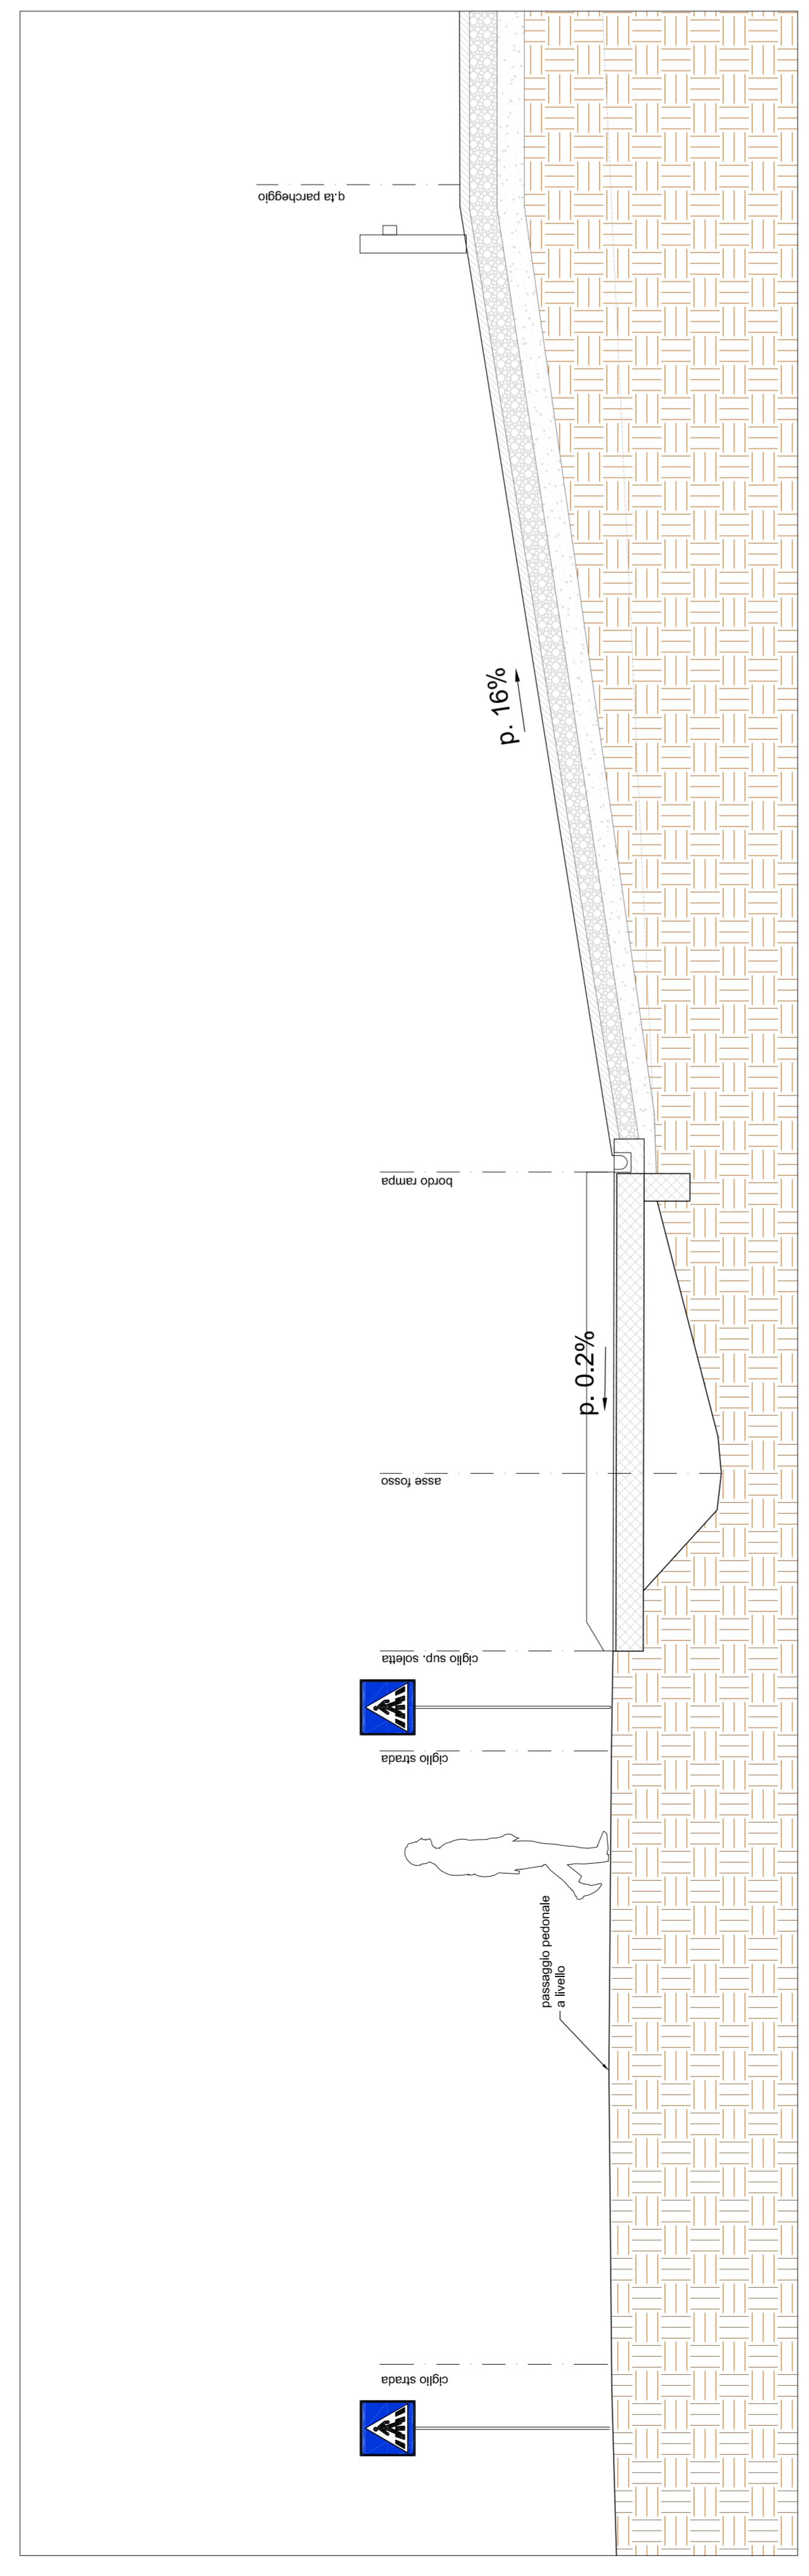 q.ta parcheggio
p. 16%
bordo rampa
p. 0.2%
asse fosso
ciglio sup. soletta
ciglio strada
passaggio pedonale
a livello
ciglio strada